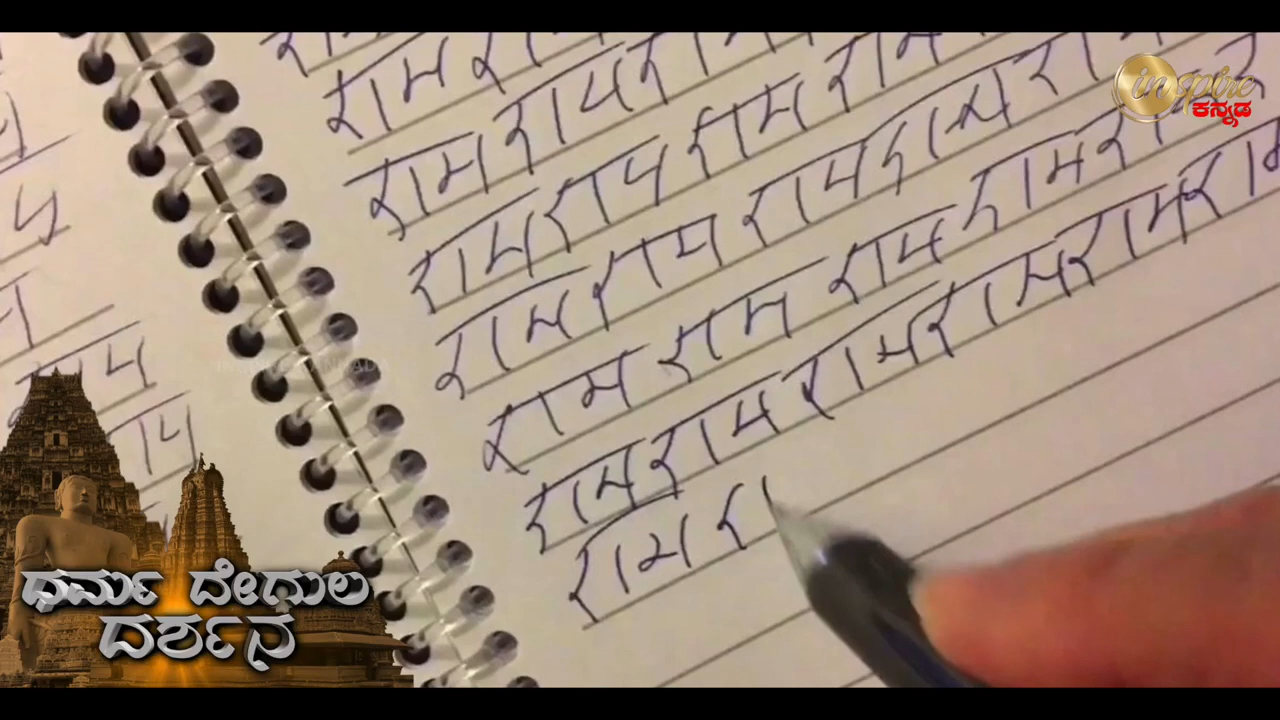 राम राम
राम राम राम
राम राम राम राम
राम राम राम राम राम
राम राम राम राम
राम राम राम राम राम राम
राम रा
inspire
ಕನ್ನಡ
ಧರ್ಮ ದೇಗುಲ
ದರ್ಶನ